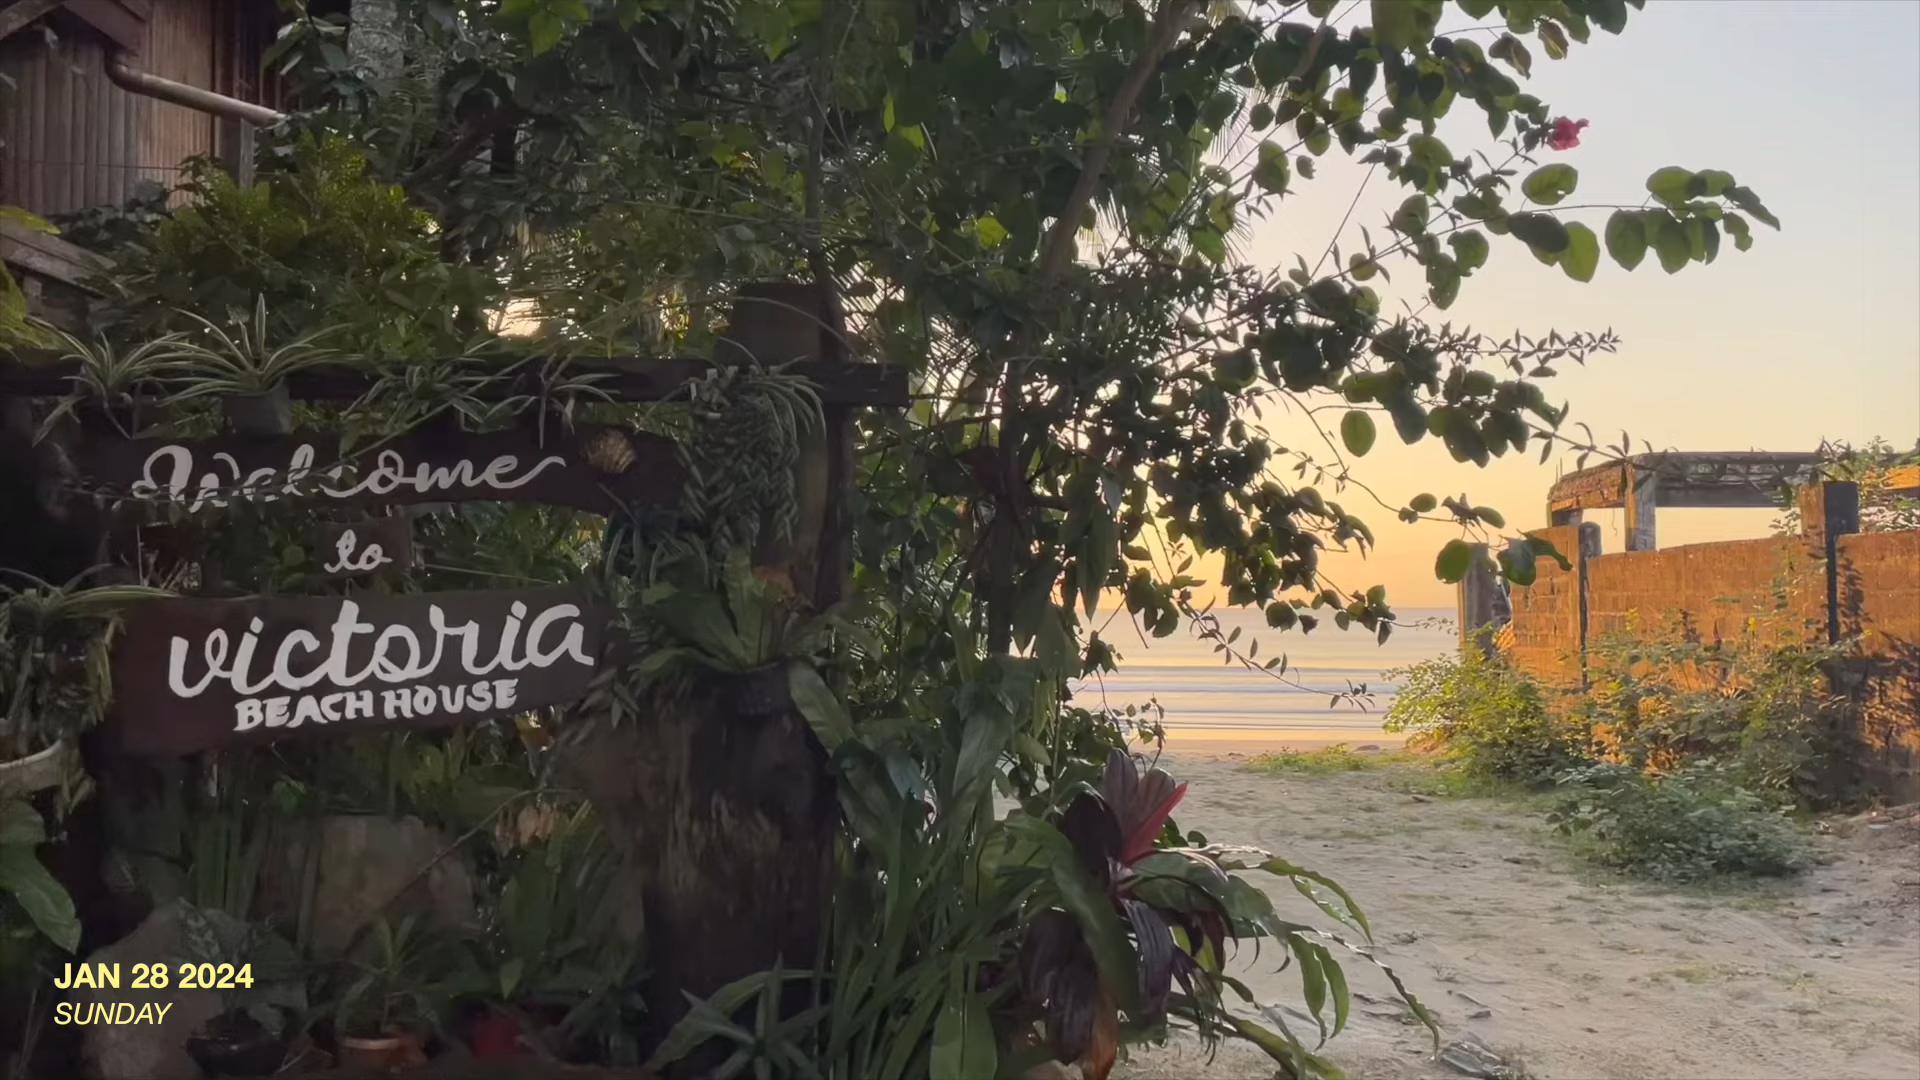 Welcome
to
victoria
BEACH HOUSE
JAN 28 2024
SUNDAY